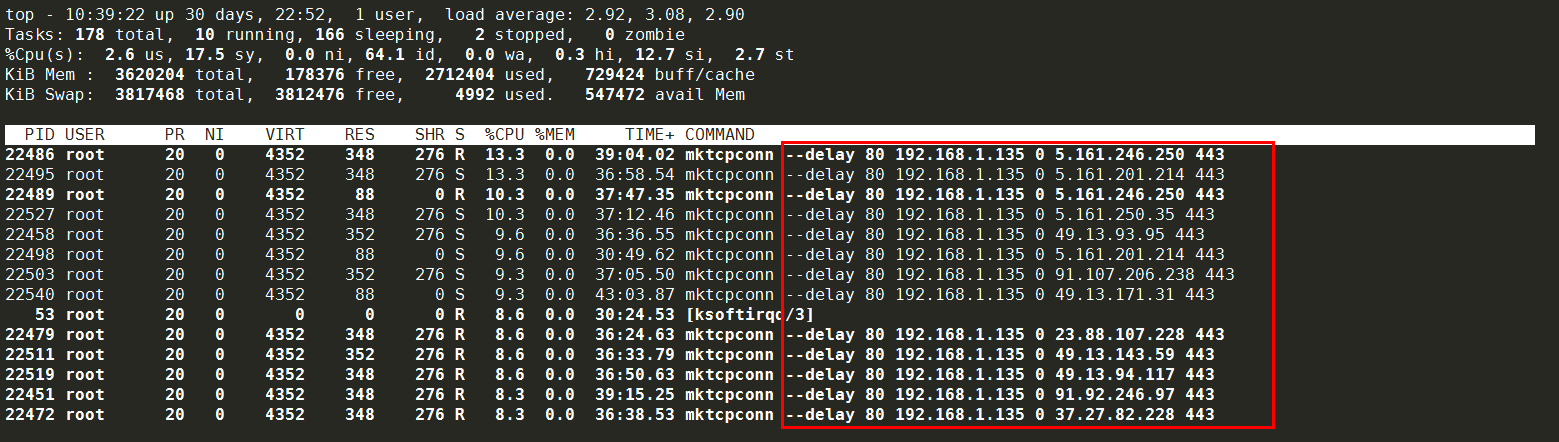 top - 10:39:22 up 30 days, 22:52,  1 user,  load average: 2.92, 3.08, 2.90
Tasks: 178 total,  10 running, 166 sleeping,   2 stopped,   0 zombie
%Cpu(s):  2.6 us, 17.5 sy,  0.0 ni, 64.1 id,  0.0 wa,  0.3 hi, 12.7 si,  2.7 st
KiB Mem :  3620204 total,   178376 free,  2712404 used,   729424 buff/cache
KiB Swap:  3817468 total,  3812476 free,     4992 used.   547472 avail Mem
PID USER      PR  NI    VIRT    RES    SHR S  %CPU %MEM     TIME+ COMMAND
22486 root      20   0    4352    348    276 R  13.3  0.0  39:04.02 mktcpconn --delay 80 192.168.1.135 0 5.161.246.250 443
22495 root      20   0    4352    348    276 S  13.3  0.0  36:58.54 mktcpconn --delay 80 192.168.1.135 0 5.161.201.214 443
22489 root      20   0    4352     88      0 R  10.3  0.0  37:47.35 mktcpconn --delay 80 192.168.1.135 0 5.161.246.250 443
22527 root      20   0    4352    348    276 S  10.3  0.0  37:12.46 mktcpconn --delay 80 192.168.1.135 0 5.161.250.35 443
22458 root      20   0    4352    352    276 S   9.6  0.0  36:36.55 mktcpconn --delay 80 192.168.1.135 0 49.13.93.95 443
22498 root      20   0    4352     88      0 S   9.6  0.0  30:49.62 mktcpconn --delay 80 192.168.1.135 0 5.161.201.214 443
22503 root      20   0    4352    352    276 S   9.3  0.0  37:05.50 mktcpconn --delay 80 192.168.1.135 0 91.107.206.238 443
22540 root      20   0    4352     88      0 S   9.3  0.0  43:03.87 mktcpconn --delay 80 192.168.1.135 0 49.13.171.31 443
53 root      20   0       0      0      0 R   8.6  0.0  30:24.53 [ksoftirqd/3]
22479 root      20   0    4352    348    276 R   8.6  0.0  36:24.63 mktcpconn --delay 80 192.168.1.135 0 23.88.107.228 443
22511 root      20   0    4352    352    276 R   8.6  0.0  36:33.79 mktcpconn --delay 80 192.168.1.135 0 49.13.143.59 443
22519 root      20   0    4352    348    276 R   8.6  0.0  36:50.63 mktcpconn --delay 80 192.168.1.135 0 49.13.94.117 443
22451 root      20   0    4352    348    276 R   8.3  0.0  39:15.25 mktcpconn --delay 80 192.168.1.135 0 91.92.246.97 443
22472 root      20   0    4352    348    276 R   8.3  0.0  36:38.53 mktcpconn --delay 80 192.168.1.135 0 37.27.82.228 443